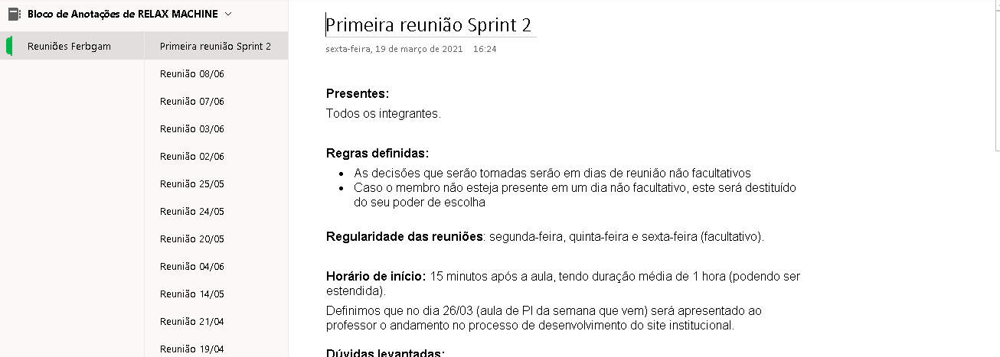 Bloco de Anotações de RELAX MACHINE
Reuniões Ferbgam
Primeira reunião Sprint 2
Reunião 08/06
Reunião 07/06
Reunião 03/06
Reunião 02/06
Reunião 25/05
Reunião 24/05
Reunião 20/05
Reunião 04/06
Reunião 14/05
Reunião 21/04
Reunião 19/04
Primeira reunião Sprint 2
sexta-feira, 19 de março de 2021 16:24
Presentes:
Todos os integrantes.
Regras definidas:
• As decisões que serão tomadas serão em dias de reunião não facultativos
• Caso o membro não esteja presente em um dia não facultativo, este será destituído
do seu poder de escolha
Regularidade das reuniões: segunda-feira, quinta-feira e sexta-feira (facultativo).
Horário de início: 15 minutos após a aula, tendo duração média de 1 hora (podendo ser
estendida).
Definimos que no dia 26/03 (aula de PI da semana que vem) será apresentado ao
professor o andamento no processo de desenvolvimento do site institucional.
Dúvidas levantadas: